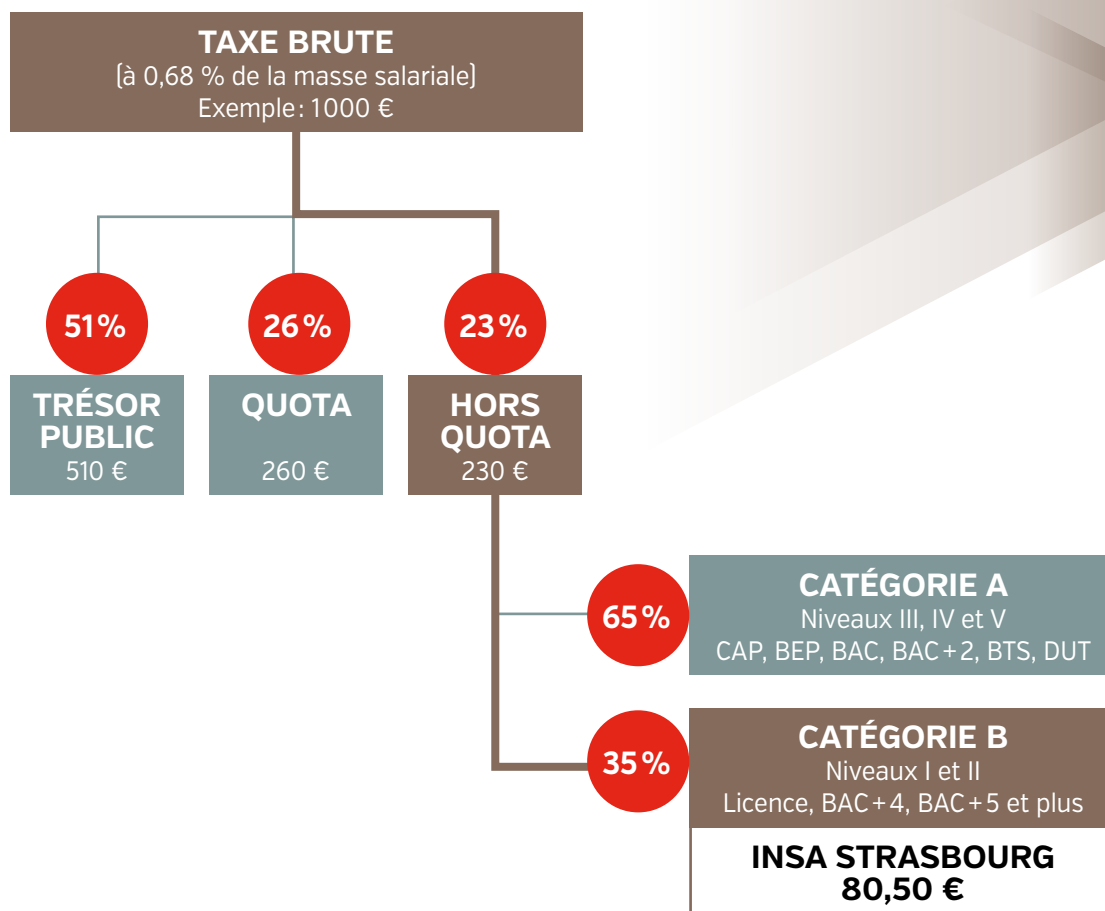 TAXE BRUTE
(à 0,68 % de la masse salariale)
Exemple : 1000 €
51 %
26 %
23 %
TRÉSOR
PUBLIC
510 €
QUOTA
260 €
HORS
QUOTA
230 €
65 %
CATÉGORIE A
Niveaux III, IV et V
CAP, BEP, BAC, BAC + 2, BTS, DUT
35 %
CATÉGORIE B
Niveaux I et II
Licence, BAC + 4, BAC + 5 et plus
INSA STRASBOURG
80,50 €